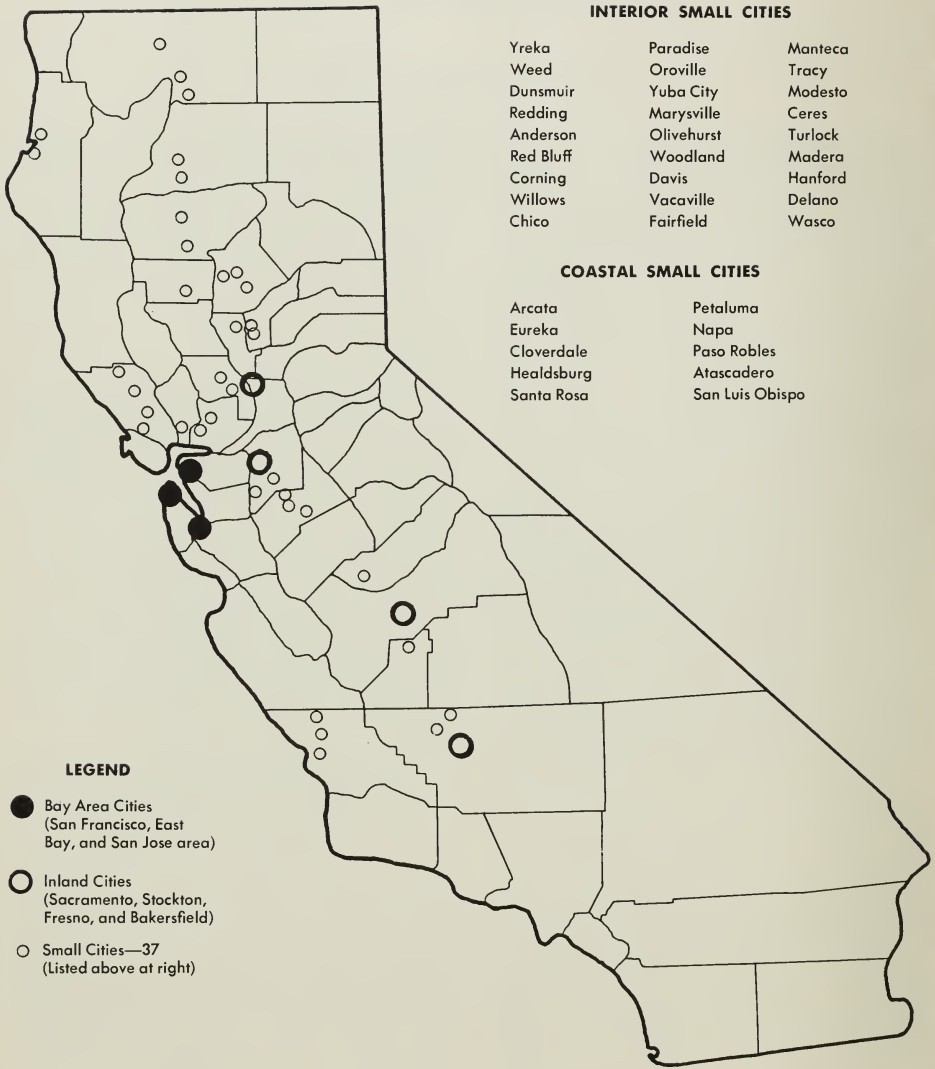 INTERIOR SMALL CITIES
Yreka
Weed
Dunsmuir
Redding
Anderson
Red Bluff
Corning
Willows
Chico
Paradise
Oroville
Yuba City
Marysville
Olivehurst
Woodland
Davis
Vacaville
Fairfield
Manteca
Tracy
Modesto
Ceres
Turlock
Madera
Hanford
Delano
Wasco
COASTAL SMALL CITIES
Arcata
Eureka
Cloverdale
Healdsburg
Santa Rosa
Petaluma
Napa
Paso Robles
Atascadero
San Luis Obispo
LEGEND
Bay Area Cities
(San Francisco, East
Bay, and San Jose area)
Inland Cities
(Sacramento, Stockton,
Fresno, and Bakersfield)
Small Cities—37
(Listed above at right)